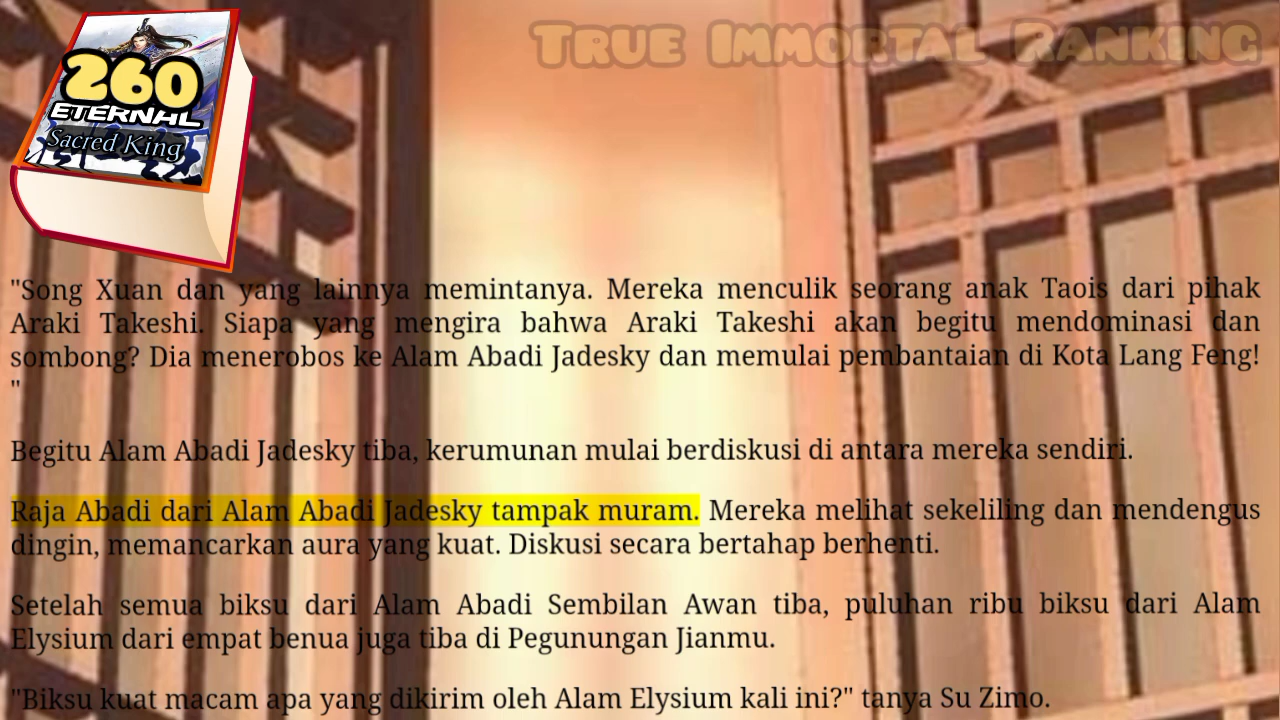 True Immortal Ranking
260
ETERNAL
Sacred King
"Song Xuan dan yang lainnya memintanya. Mereka menculik seorang anak Taois dari pihak
Araki Takeshi. Siapa yang mengira bahwa Araki Takeshi akan begitu mendominasi dan
sombong? Dia menerobos ke Alam Abadi Jadesky dan memulai pembantaian di Kota Lang Feng!
"
Begitu Alam Abadi Jadesky tiba, kerumunan mulai berdiskusi di antara mereka sendiri.
Raja Abadi dari Alam Abadi Jadesky tampak muram. Mereka melihat sekeliling dan mendengus
dingin, memancarkan aura yang kuat. Diskusi secara bertahap berhenti.
Setelah semua biksu dari Alam Abadi Sembilan Awan tiba, puluhan ribu biksu dari Alam
Elysium dari empat benua juga tiba di Pegunungan Jianmu.
"Biksu kuat macam apa yang dikirim oleh Alam Elysium kali ini?" tanya Su Zimo.